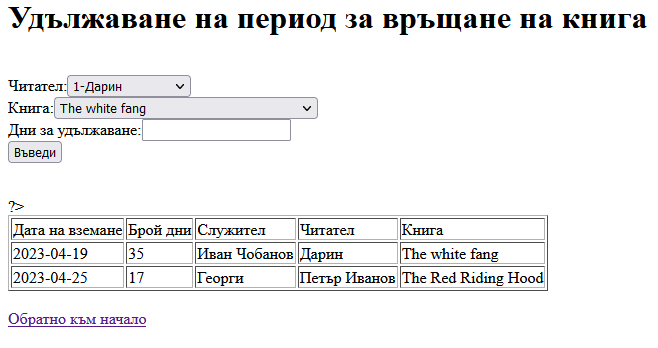 Удължаване на период за връщане на книга
Читател: 1-Дарин
Книга: The white fang
Дни за удължаване:
Въведи
?>
Дата на вземане Брой дни Служител Читател Книга
2023-04-19 35 Иван Чобанов Дарин The white fang
2023-04-25 17 Георги Петър Иванов The Red Riding Hood
Обратно към начало